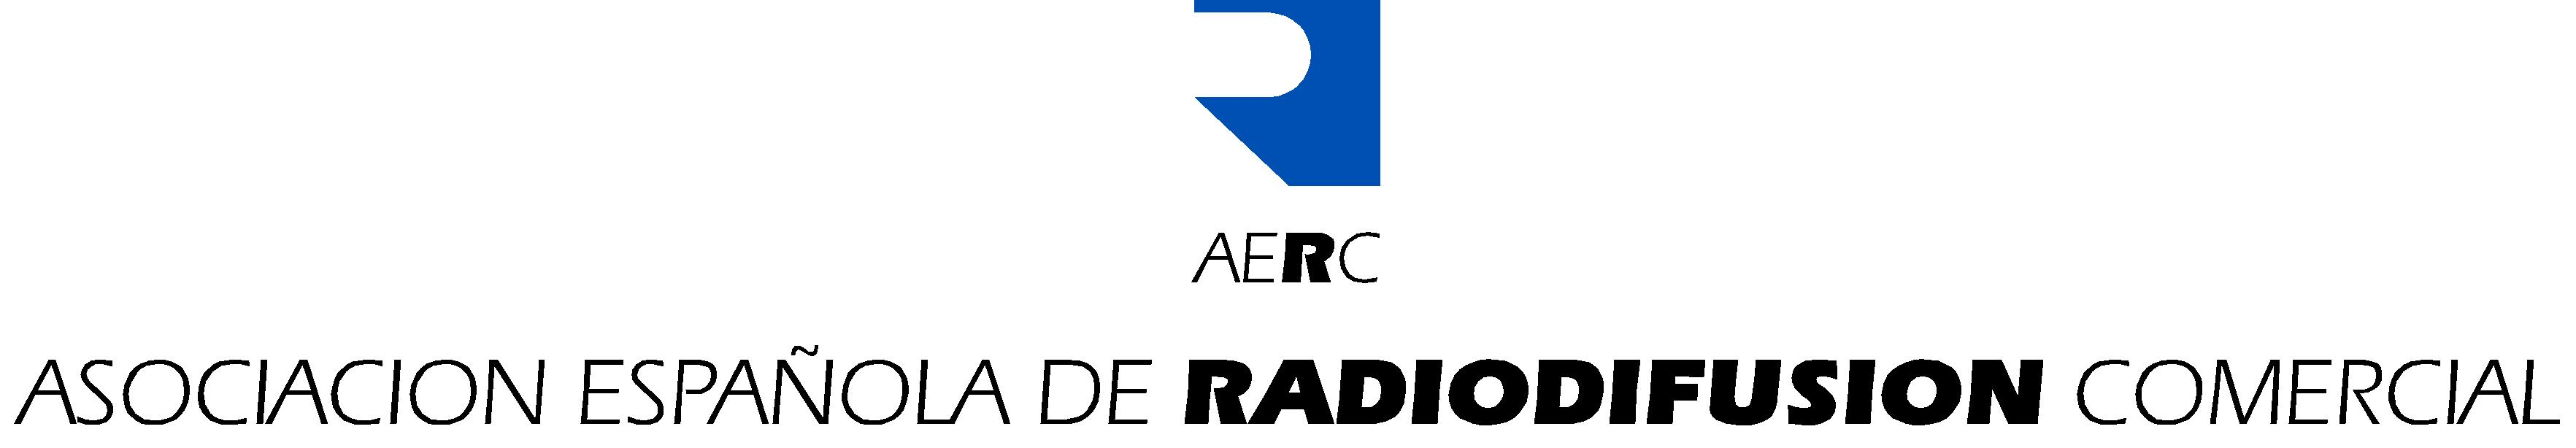 AERC
ASOCIACION ESPAÑOLA DE RADIODIFUSION COMERCIAL